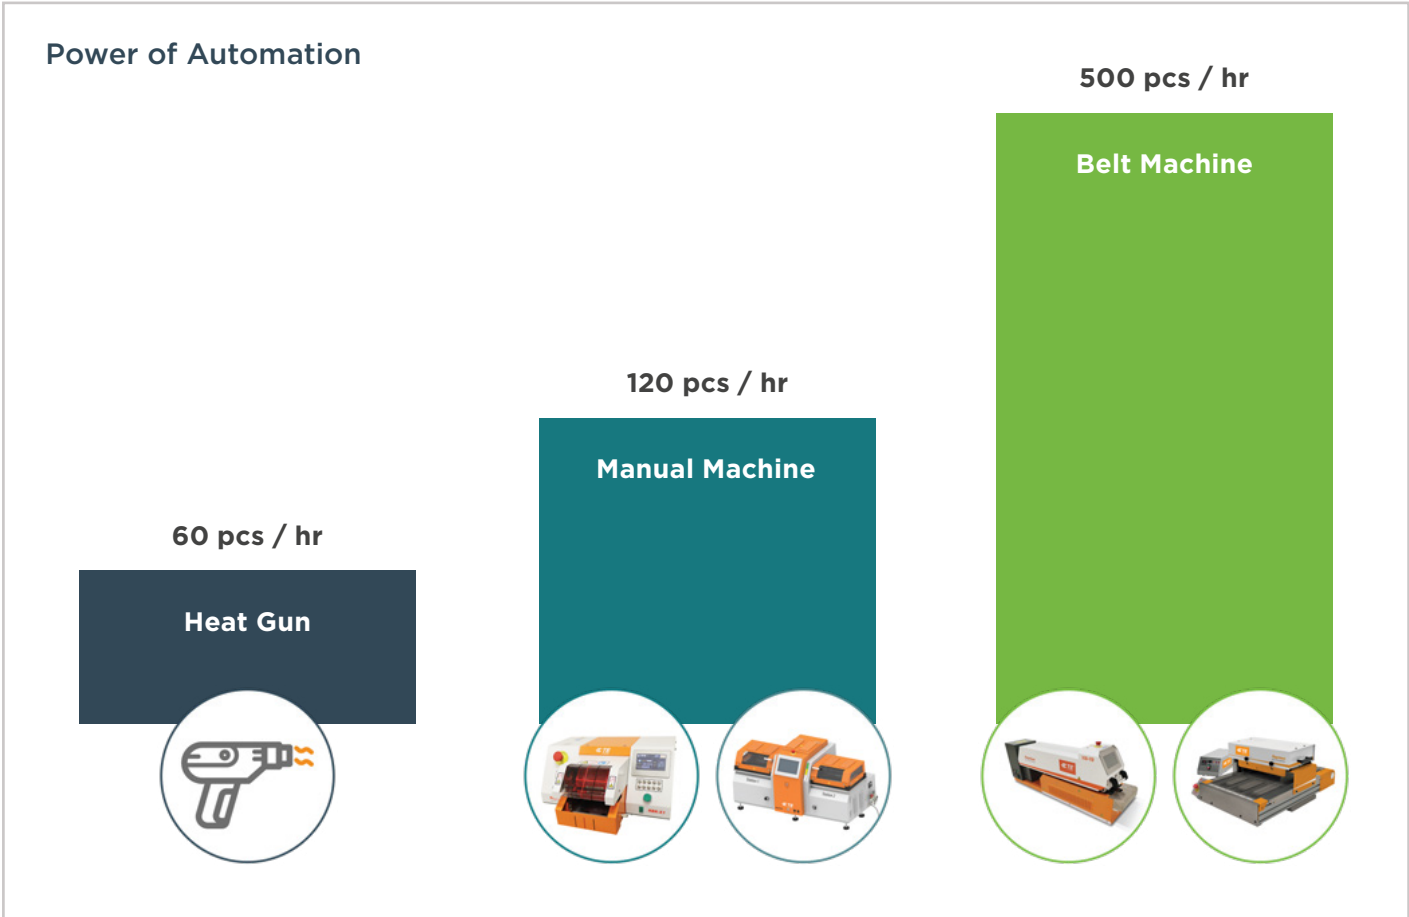 Power of Automation
500 pcs / hr
Belt Machine
120 pcs / hr
Manual Machine
60 pcs / hr
Heat Gun